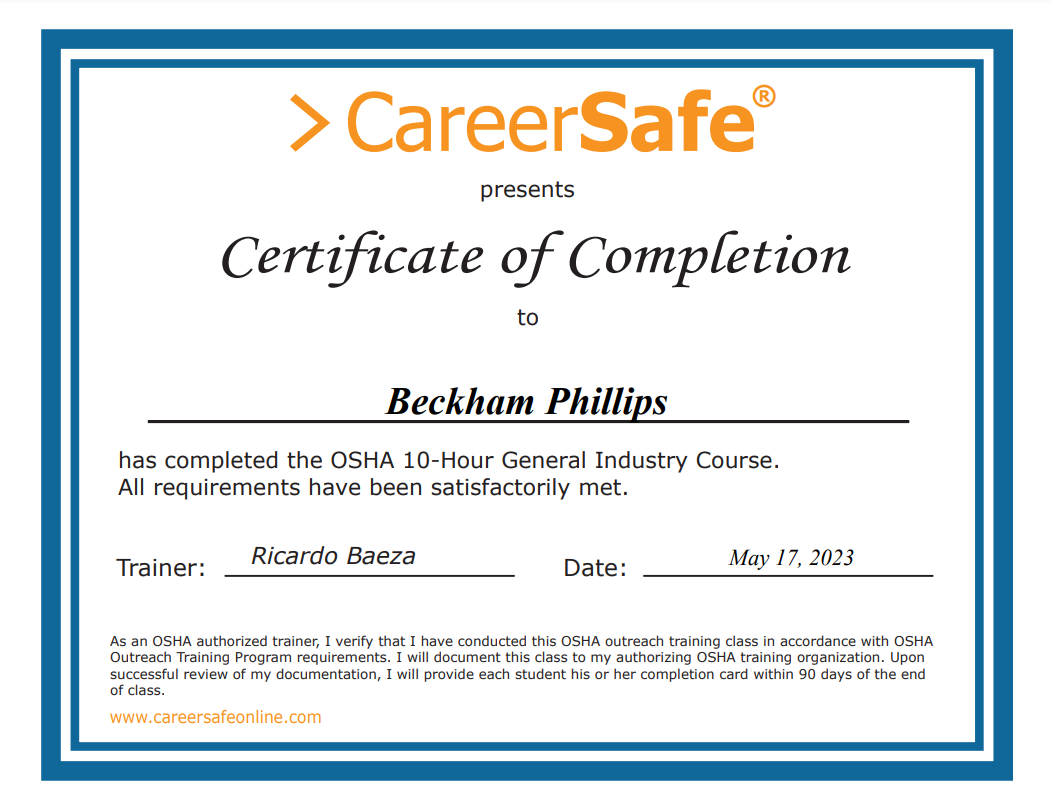 > CareerSafe®
presents
Certificate of Completion
to
Beckham Phillips
has completed the OSHA 10-Hour General Industry Course.
All requirements have been satisfactorily met.
Trainer: Ricardo Baeza Date: May 17, 2023
As an OSHA authorized trainer, I verify that I have conducted this OSHA outreach training class in accordance with OSHA
Outreach Training Program requirements. I will document this class to my authorizing OSHA training organization. Upon
successful review of my documentation, I will provide each student his or her completion card within 90 days of the end
of class.
www.careersafeonline.com